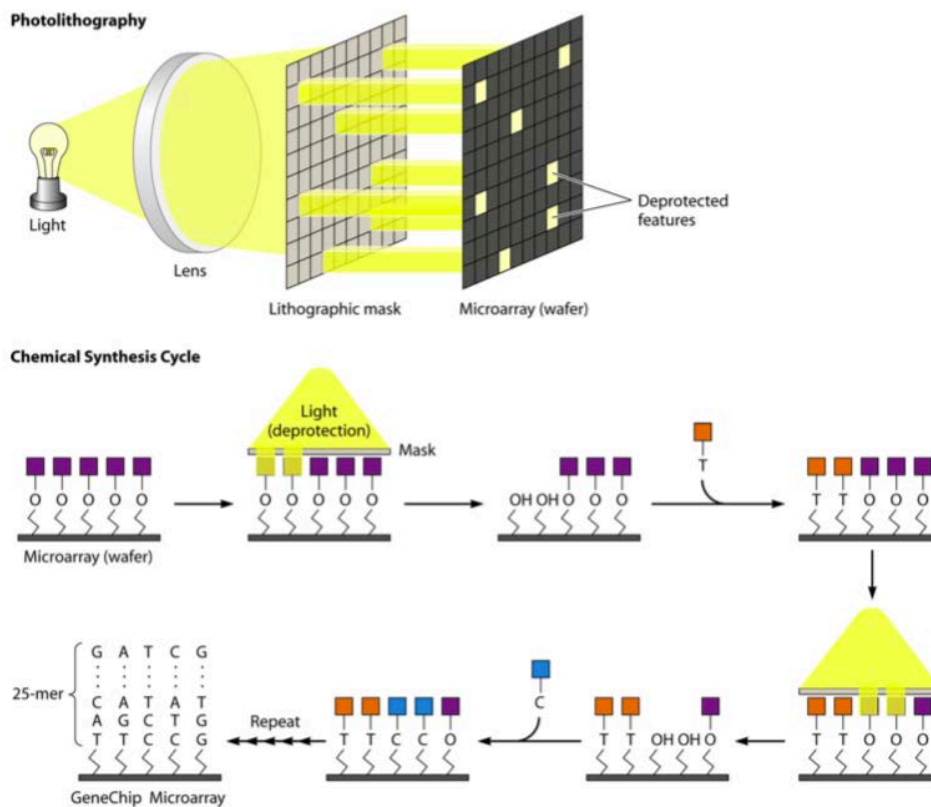 Photolithography
Light
Lens
Lithographic mask
Microarray (wafer)
Deprotected
features
Chemical Synthesis Cycle
Light
(deprotection)
Mask
T
O O O O O
O O O O O
OH OH O O O
T T O O O
Microarray (wafer)
25-mer
G A T C G
C A T A T
A G C T G
T T C C G
Repeat
T T C C O
C
T T OH OH O
T T O O O
GeneChip Microarray